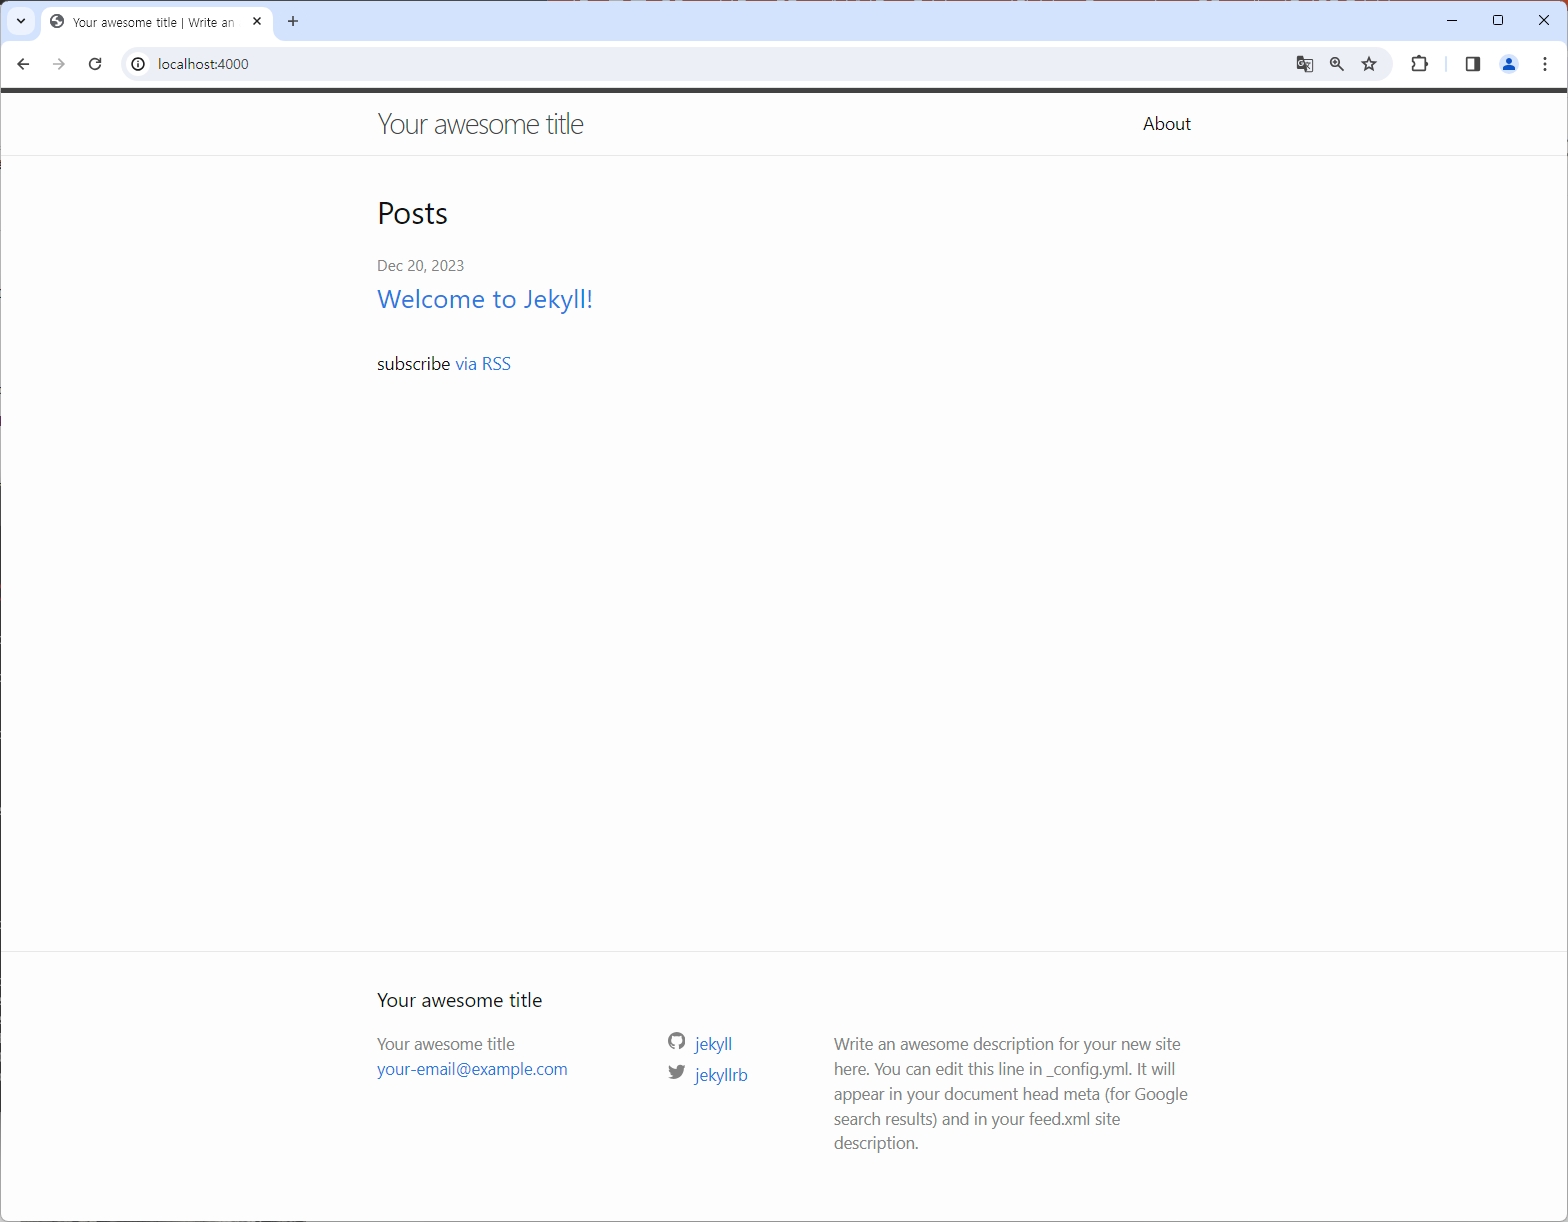 Your awesome title | Write an
localhost:4000
Your awesome title
About
Posts
Dec 20, 2023
Welcome to Jekyll!
subscribe via RSS
Your awesome title
Your awesome title
your-email@example.com
jekyll
jekyllrb
Write an awesome description for your new site
here. You can edit this line in _config.yml. It will
appear in your document head meta (for Google
search results) and in your feed.xml site
description.